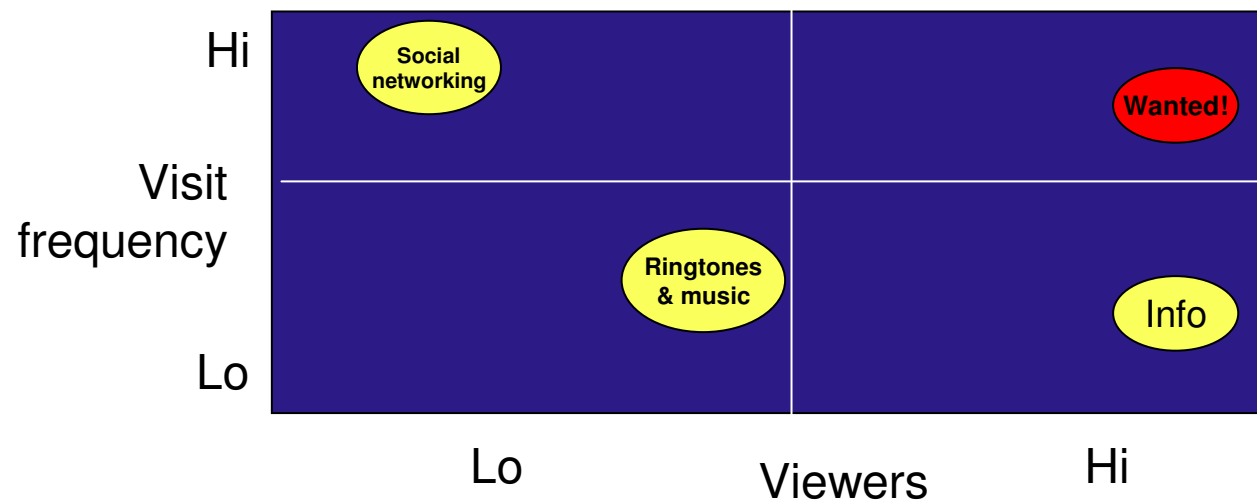 Hi
Social
networking
Wanted!
Visit
frequency
Ringtones
& music
Info
Lo
Lo
Viewers
Hi